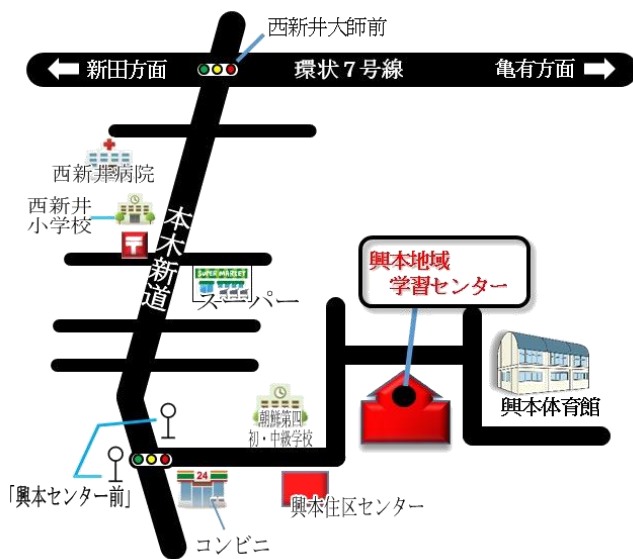 西新井大師前
新田方面
環状７号線
亀有方面
西新井病院
西新井
小学校
〒
本木新道
SUPER MARKET
スーパー
興本地域
学習センター
興本体育館
朝鮮第四
初・中級学校
「興本センター前」
24
コンビニ
興本住区センター